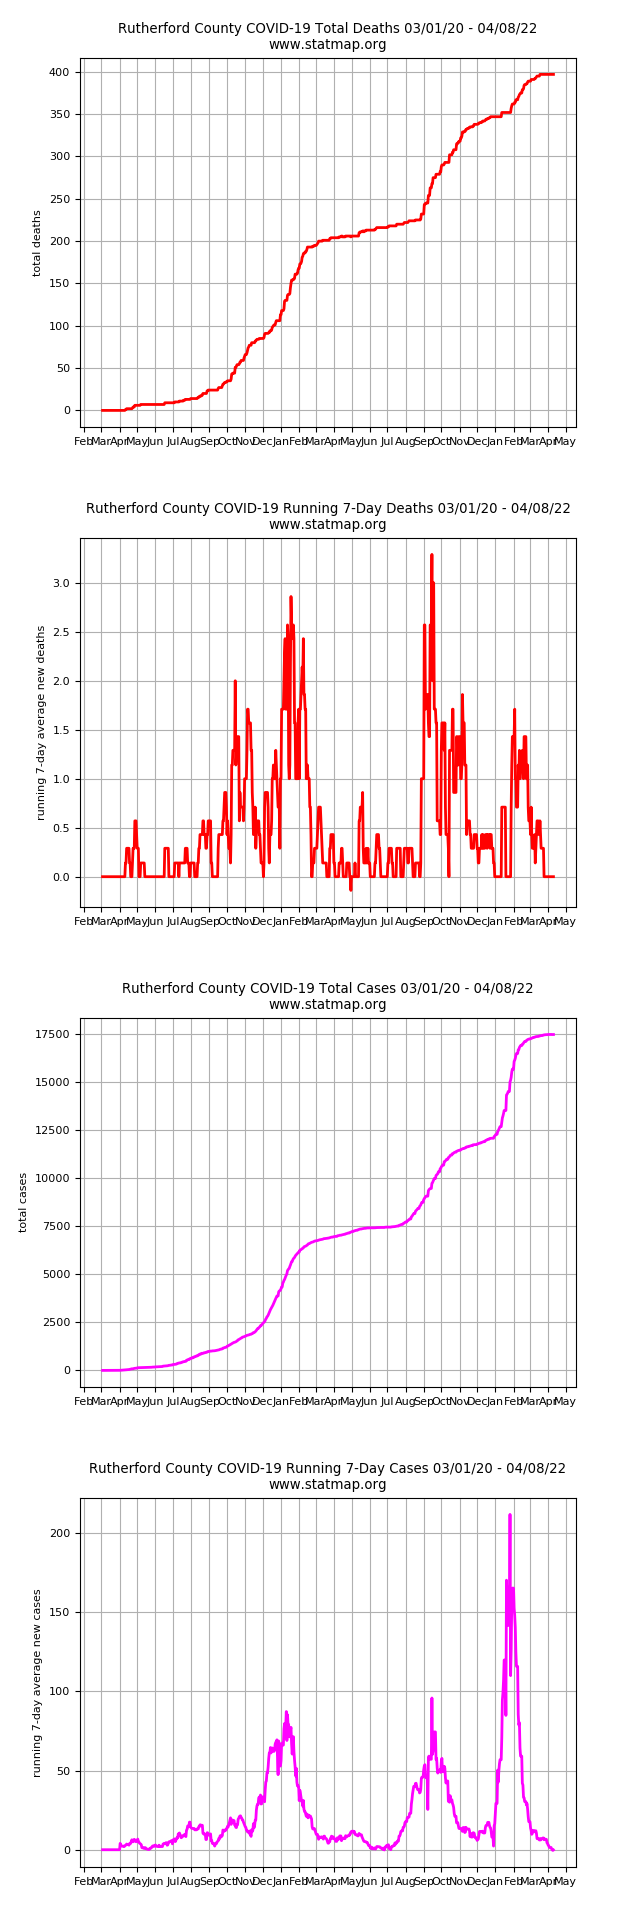 Rutherford County COVID-19 Total Deaths 03/01/20 - 04/08/22
www.statmap.org
400
350
300
250
200
150
100
50
0
total deaths
Feb Mar Apr May Jun Jul Aug Sep Oct Nov Dec Jan Feb Mar Apr May Jun Jul Aug Sep Oct Nov Dec Jan Feb Mar Apr May
Rutherford County COVID-19 Running 7-Day Deaths 03/01/20 - 04/08/22
www.statmap.org
3.0
2.5
2.0
1.5
1.0
0.5
0.0
running 7-day average new deaths
Feb Mar Apr May Jun Jul Aug Sep Oct Nov Dec Jan Feb Mar Apr May Jun Jul Aug Sep Oct Nov Dec Jan Feb Mar Apr May
Rutherford County COVID-19 Total Cases 03/01/20 - 04/08/22
www.statmap.org
17500
15000
12500
10000
7500
5000
2500
0
total cases
Feb Mar Apr May Jun Jul Aug Sep Oct Nov Dec Jan Feb Mar Apr May Jun Jul Aug Sep Oct Nov Dec Jan Feb Mar Apr May
Rutherford County COVID-19 Running 7-Day Cases 03/01/20 - 04/08/22
www.statmap.org
200
150
100
50
0
running 7-day average new cases
Feb Mar Apr May Jun Jul Aug Sep Oct Nov Dec Jan Feb Mar Apr May Jun Jul Aug Sep Oct Nov Dec Jan Feb Mar Apr May